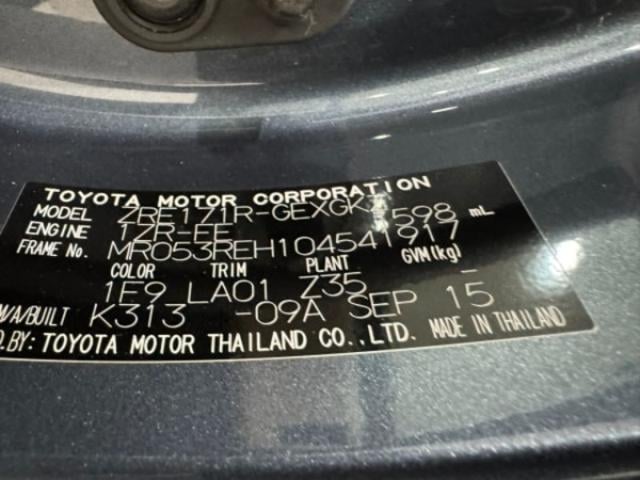 TOYOTA MOTOR CORPORATION
MODEL ZRE171R-GEXGK
ENGINE 1ZR-FE 1598 mL
FRAME No. MR053REH104541917
COLOR TRIM PLANT GVM(kg)
1E9 LA01 Z35 -
/A/BUILT K313 -09A SEP 15
.BY: TOYOTA MOTOR THAILAND CO.,LTD. MADE IN THAILAND